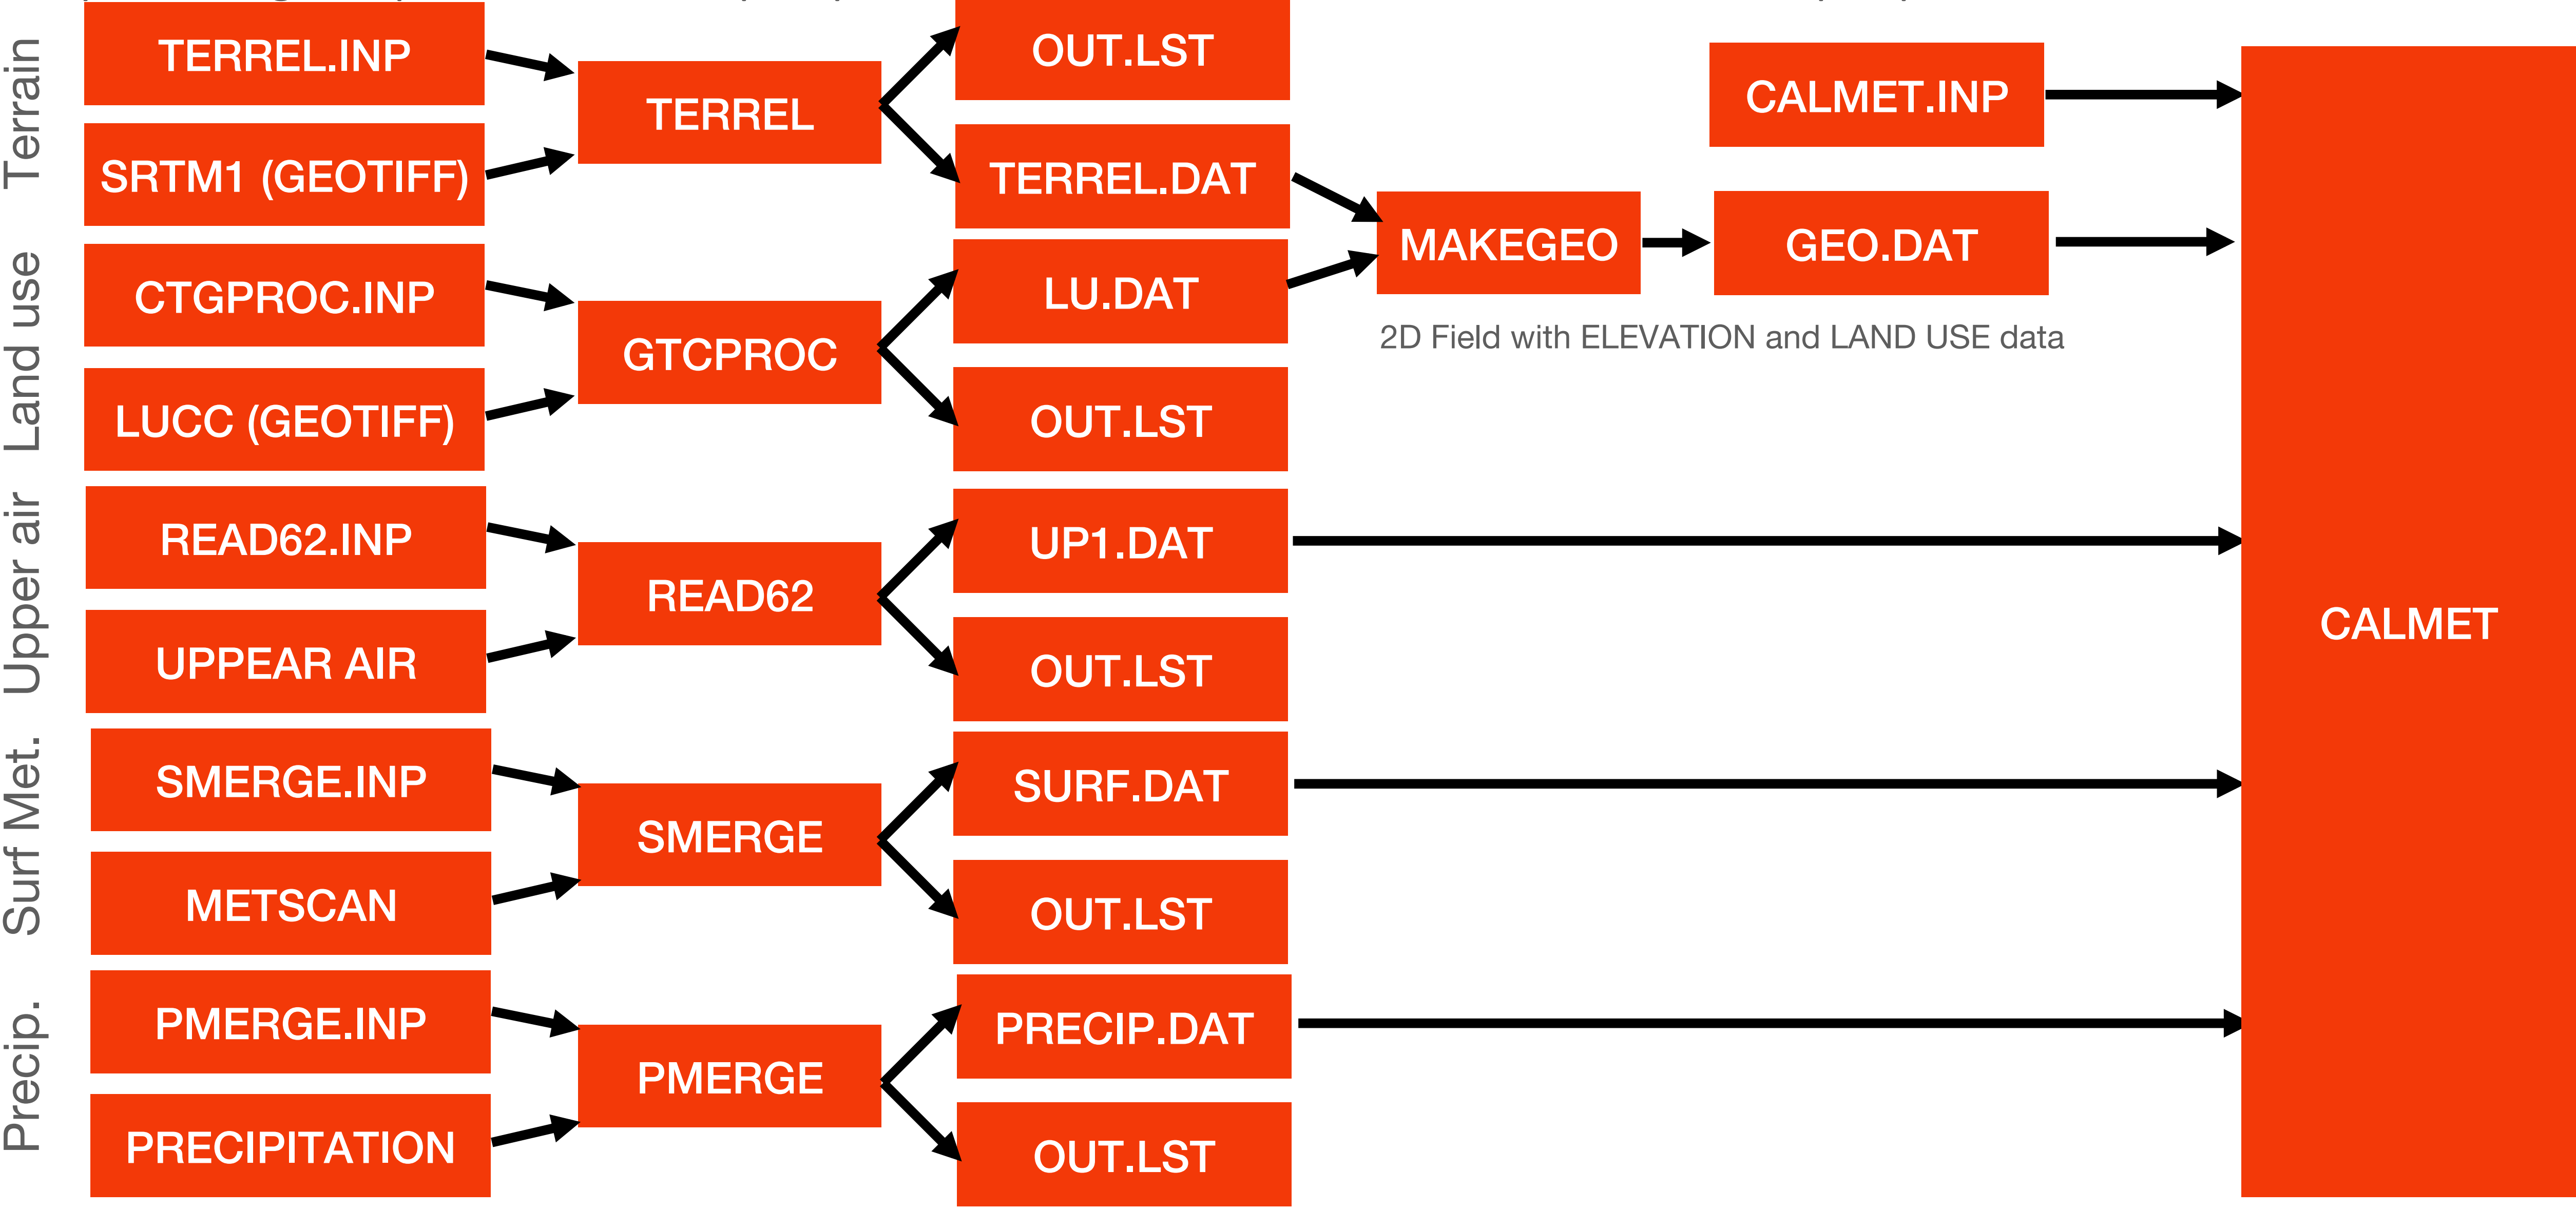 Terrain
TERREL.INP
SRTM1 (GEOTIFF)
TERREL
OUT.LST
TERREL.DAT
Land use
CTGPROC.INP
LUCC (GEOTIFF)
GTCPROC
LU.DAT
OUT.LST
MAKEGEO
GEO.DAT
2D Field with ELEVATION and LAND USE data
CALMET.INP
Upper air
READ62.INP
UPPEAR AIR
READ62
UP1.DAT
OUT.LST
Surf Met.
SMERGE.INP
METSCAN
SMERGE
SURF.DAT
OUT.LST
Precip.
PMERGE.INP
PRECIPITATION
PMERGE
PRECIP.DAT
OUT.LST
CALMET